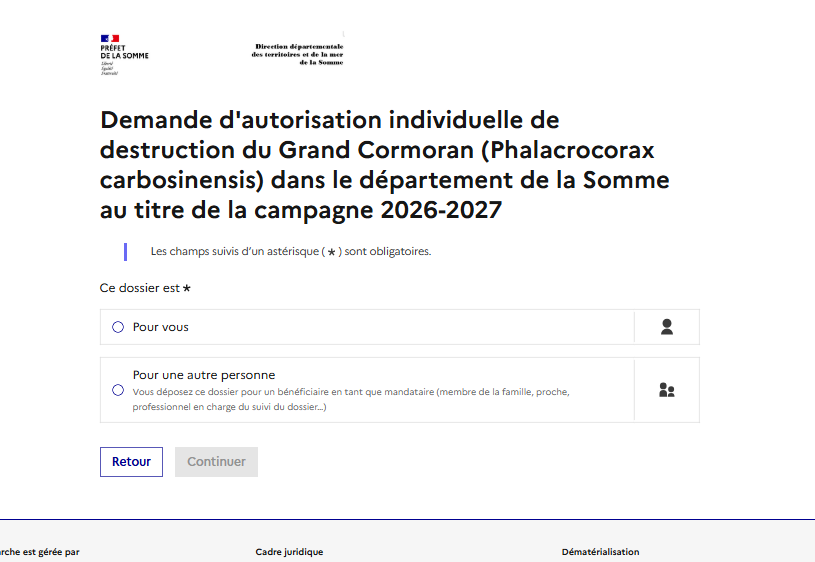 PRÉFET
DE LA SOMME
Liberté
Égalité
Fraternité
Direction départementale
des territoires et de la mer
de la Somme
Demande d'autorisation individuelle de
destruction du Grand Cormoran (Phalacrocorax
carbosinensis) dans le département de la Somme
au titre de la campagne 2026-2027
Les champs suivis d'un astérisque ( * ) sont obligatoires.
Ce dossier est *
Pour vous
Pour une autre personne
Vous déposez ce dossier pour un bénéficiaire en tant que mandataire (membre de la famille, proche,
professionnel en charge du suivi du dossier…)
Retour
Continuer
rche est gérée par
Cadre juridique
Dématérialisation